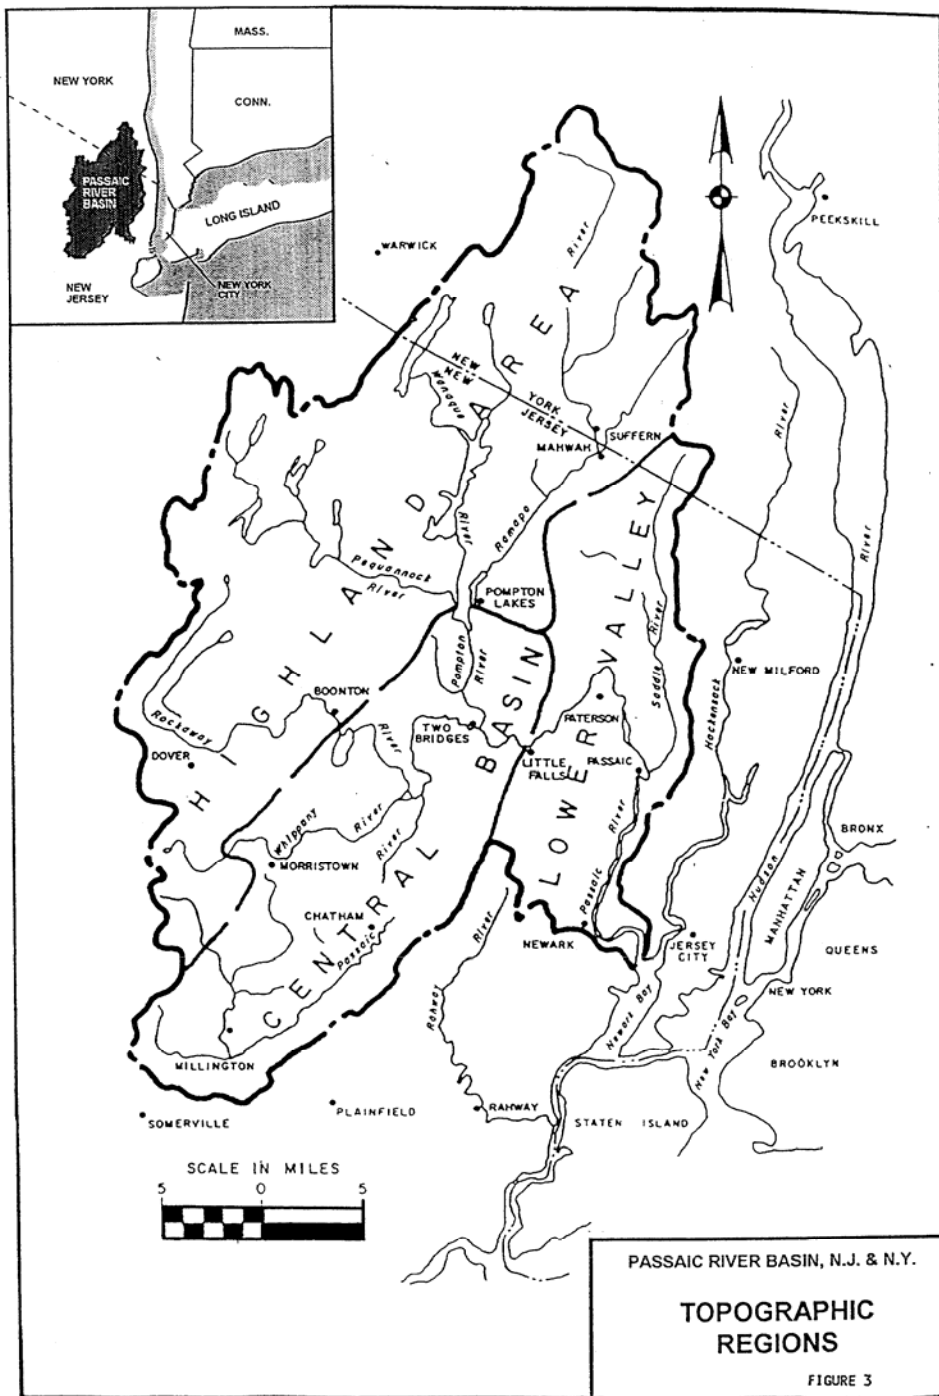 MASS.
NEW YORK
CONN.
PASSAIC
RIVER
BASIN
LONG ISLAND
NEW
JERSEY
NEW YORK
CITY
WARWICK
PEEKSKILL
River
NEW YORK
NEW JERSEY
Wanaque
River
SUFFERN
MAHWAH
River
River
Ramapo
HIGHLAND AREA
Pequannock
River
POMPTON
LAKES
LOWER VALLEY
Pompton
River
Saddle River
NEW MILFORD
Hackensack
BOONTON
Rockaway
River
TWO
BRIDGES
PATERSON
DOVER
LITTLE
FALLS
PASSAIC
CENTRAL BASIN
Whippany
River
River
River
MORRISTOWN
BRONX
Hudson
MANHATTAN
CHATHAM
Passaic
River
Passaic
NEWARK
JERSEY
CITY
QUEENS
NEW YORK
Rahway
Newark Bay
New York Bay
MILLINGTON
BROOKLYN
SOMERVILLE
PLAINFIELD
RAHWAY
STATEN ISLAND
SCALE IN MILES
5 0 5
PASSAIC RIVER BASIN, N.J. & N.Y.
TOPOGRAPHIC
REGIONS
FIGURE 3